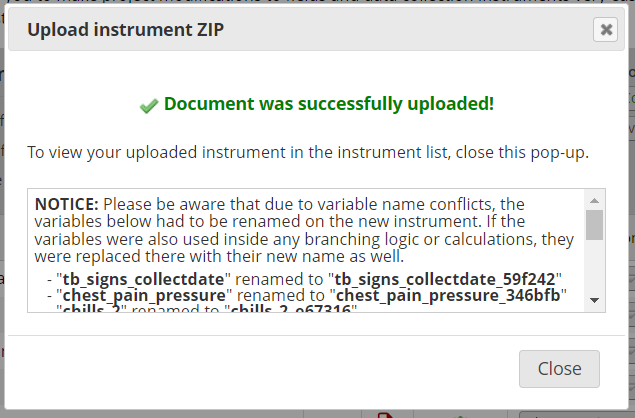 Upload instrument ZIP
Document was successfully uploaded!
To view your uploaded instrument in the instrument list, close this pop-up.
NOTICE: Please be aware that due to variable name conflicts, the
variables below had to be renamed on the new instrument. If the
variables were also used inside any branching logic or calculations, they
were replaced there with their new name as well.
- "tb_signs_collectdate" renamed to "tb_signs_collectdate_59f242"
- "chest_pain_pressure" renamed to "chest_pain_pressure_346bfb"
- "chills_2" renamed to "chills_2_e67316"
Close